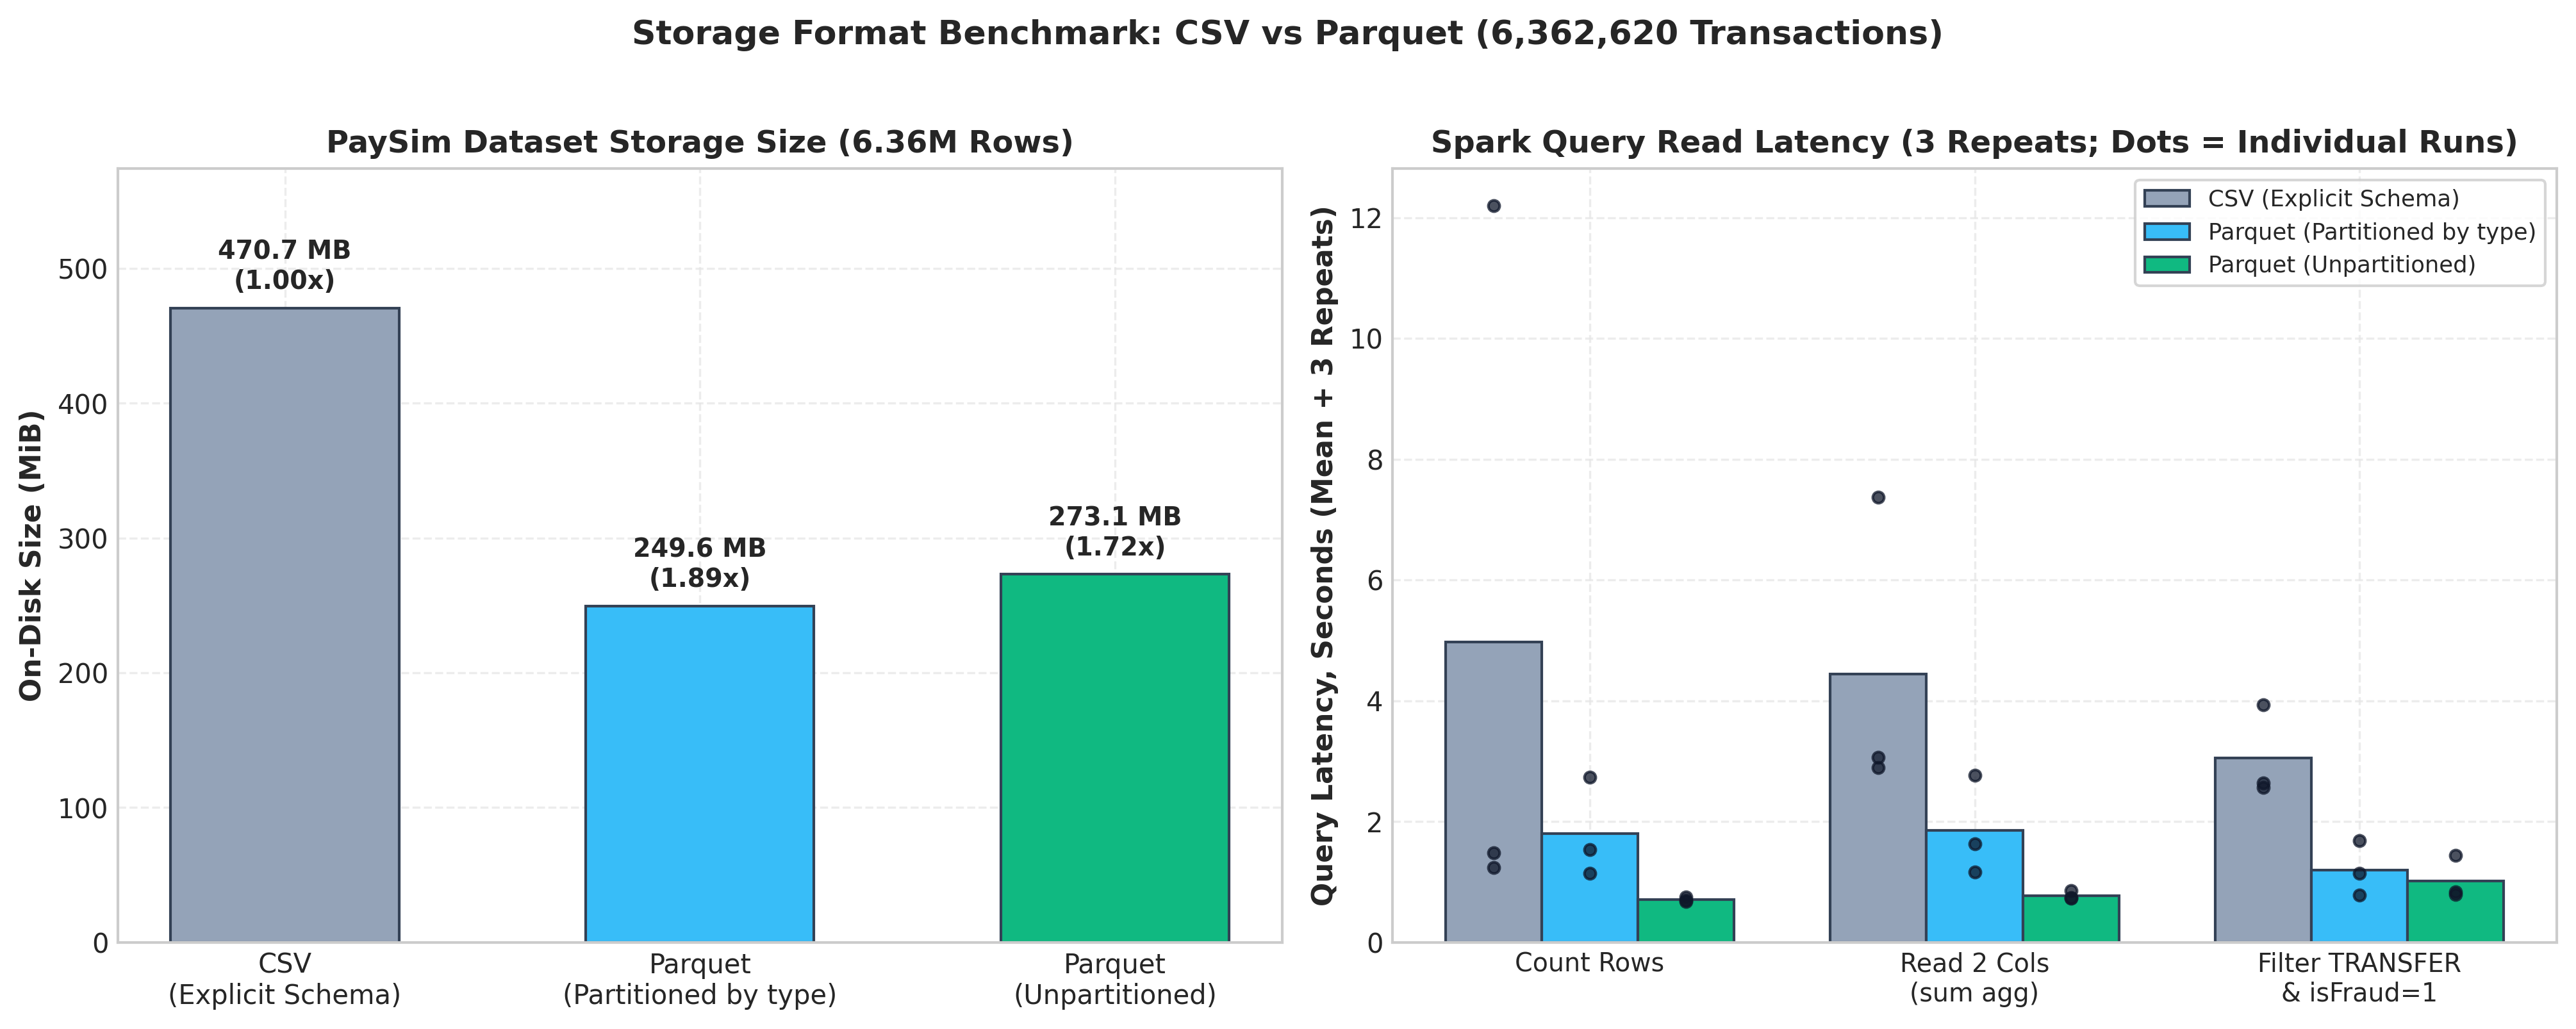 Storage Format Benchmark: CSV vs Parquet (6,362,620 Transactions)
PaySim Dataset Storage Size (6.36M Rows)
On-Disk Size (MiB)
500
400
300
200
100
0
470.7 MB
(1.00x)
249.6 MB
(1.89x)
273.1 MB
(1.72x)
CSV
(Explicit Schema)
Parquet
(Partitioned by type)
Parquet
(Unpartitioned)
Spark Query Read Latency (3 Repeats; Dots = Individual Runs)
Query Latency, Seconds (Mean + 3 Repeats)
12
10
8
6
4
2
0
CSV (Explicit Schema)
Parquet (Partitioned by type)
Parquet (Unpartitioned)
Count Rows
Read 2 Cols
(sum agg)
Filter TRANSFER
& isFraud=1